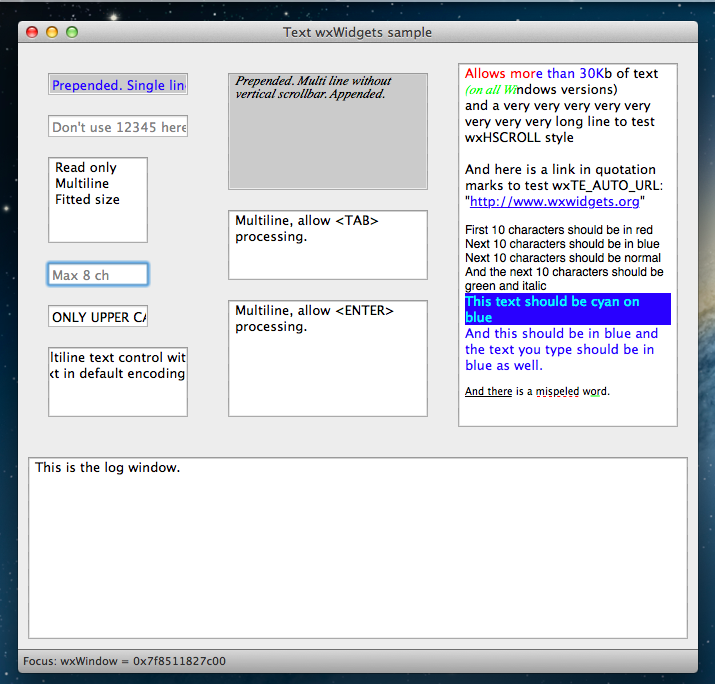 Text wxWidgets sample
Prepended. Single lin
Don't use 12345 here
Read only
Multiline
Fitted size
Max 8 ch
ONLY UPPER CA
ltiline text control wit
xt in default encoding
Prepended. Multi line without
vertical scrollbar. Appended.
Multiline, allow <TAB>
processing.
Multiline, allow <ENTER>
processing.
Allows more than 30Kb of text
(on all Windows versions)
and a very very very very very
very very very long line to test
wxHSCROLL style
And here is a link in quotation
marks to test wxTE_AUTO_URL:
"http://www.wxwidgets.org"
First 10 characters should be in red
Next 10 characters should be in blue
Next 10 characters should be normal
And the next 10 characters should be
green and italic
This text should be cyan on
blue
And this should be in blue and
the text you type should be in
blue as well.
And there is a mispeled word.
This is the log window.
Focus: wxWindow = 0x7f8511827c00